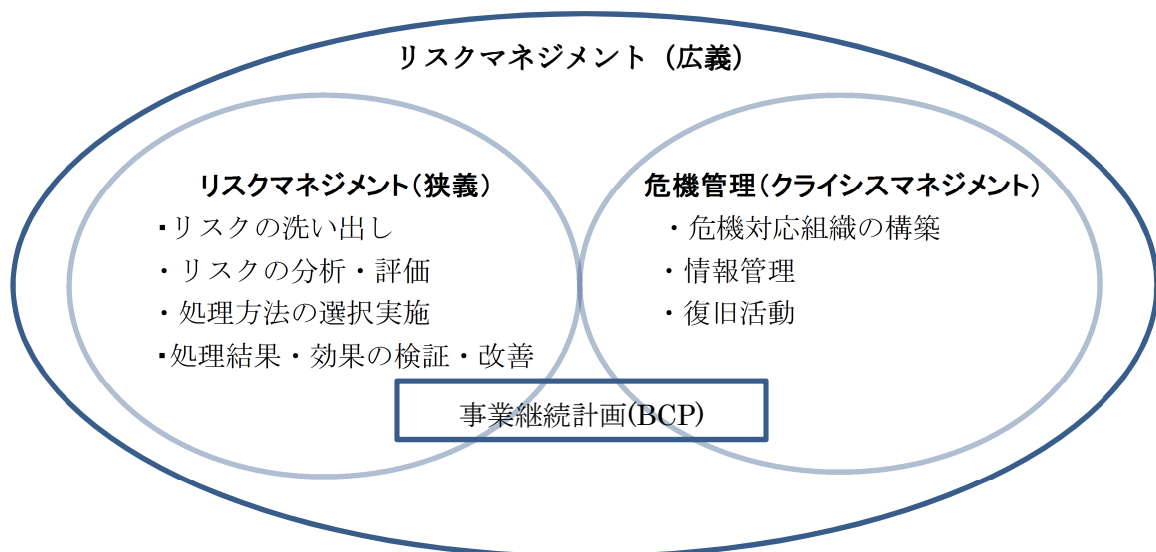 リスクマネジメント（広義）
リスクマネジメント（狭義）
・リスクの洗い出し
・リスクの分析・評価
・処理方法の選択実施
・処理結果・効果の検証・改善
危機管理（クライシスマネジメント）
・危機対応組織の構築
・情報管理
・復旧活動
事業継続計画(BCP)